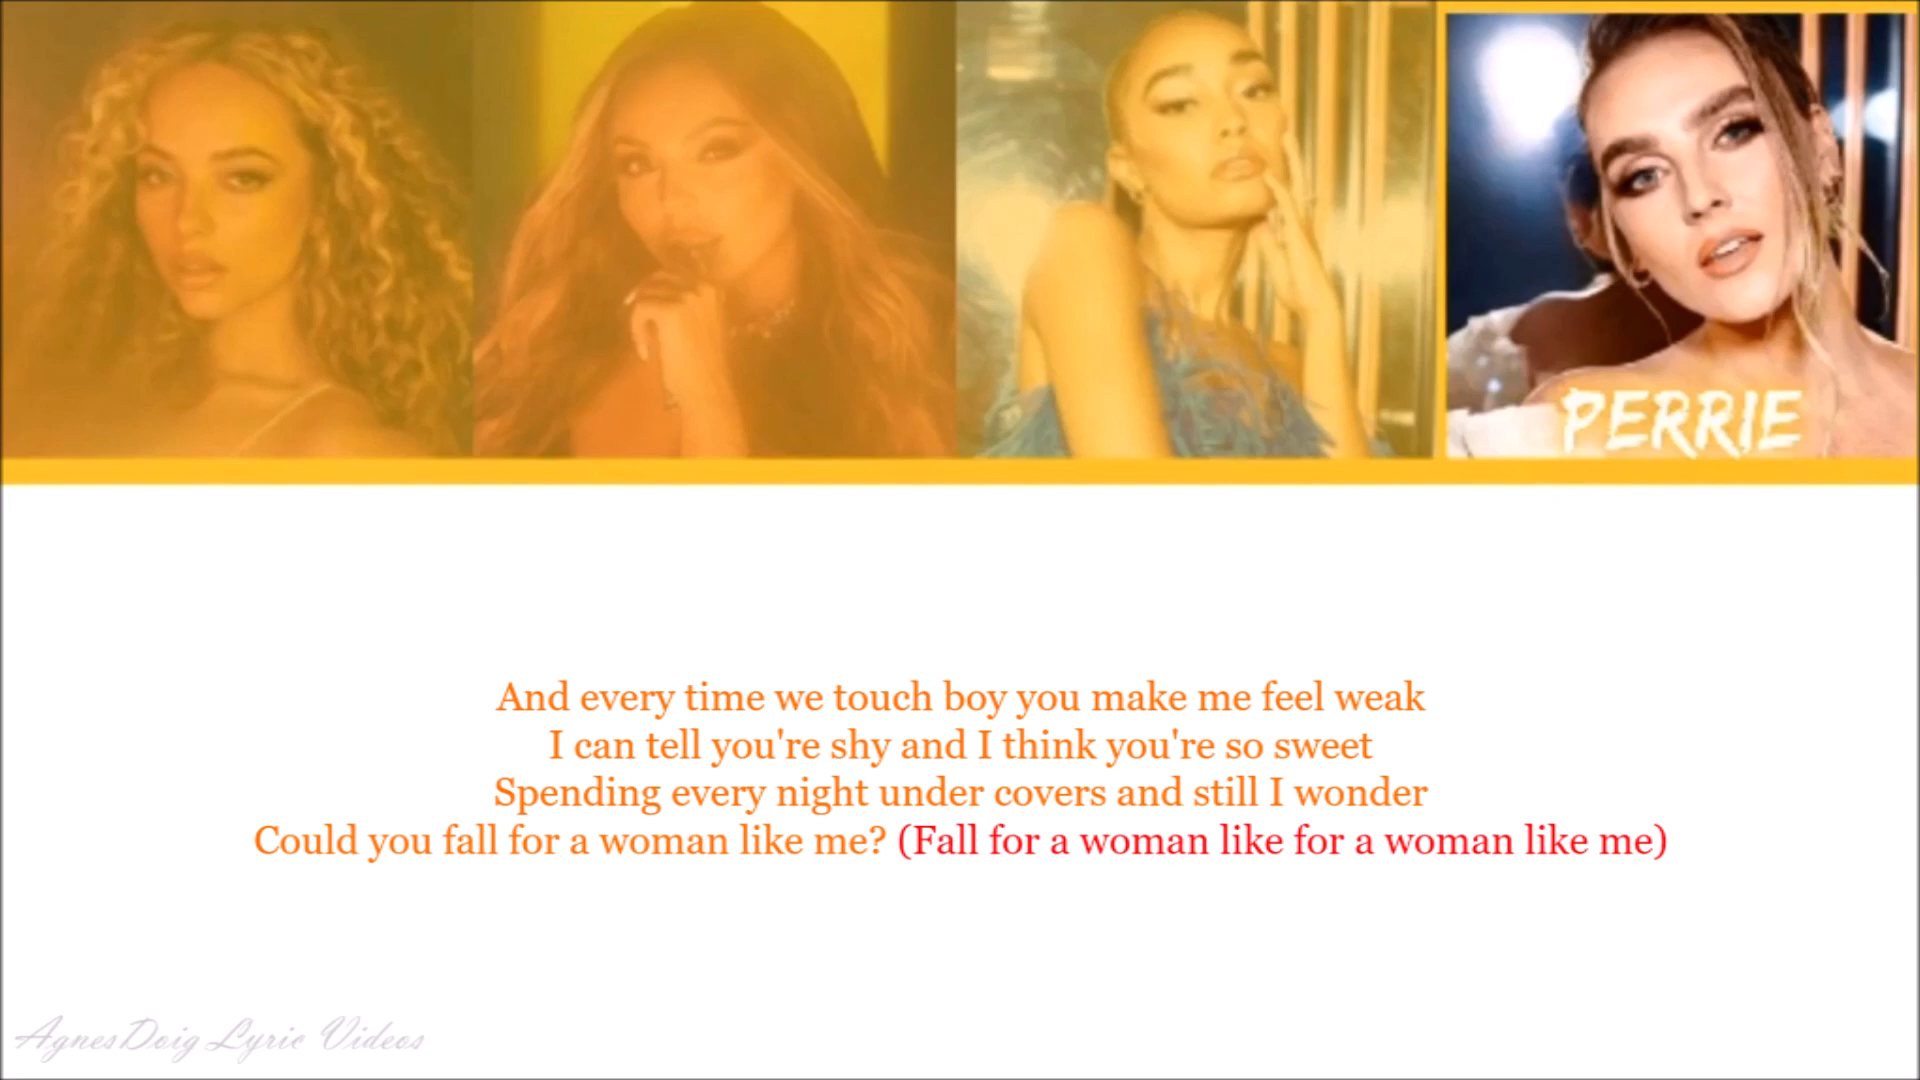 PERRIE
And every time we touch boy you make me feel weak
I can tell you're shy and I think you're so sweet
Spending every night under covers and still I wonder
Could you fall for a woman like me? (Fall for a woman like for a woman like me)
AgnesDoig Lyric Videos